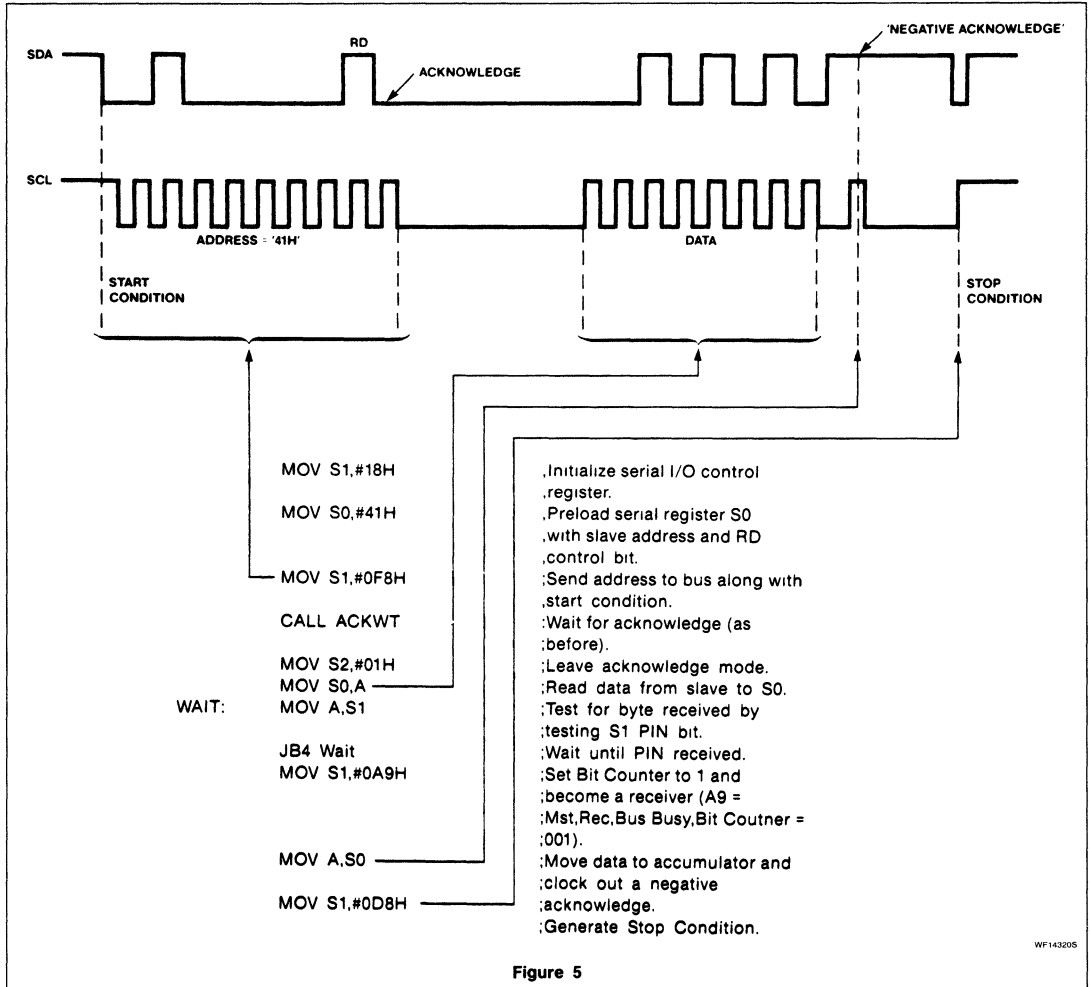 'NEGATIVE ACKNOWLEDGE'
RD
SDA
ACKNOWLEDGE
SCL
ADDRESS = '41H'
DATA
START
CONDITION
STOP
CONDITION
MOV S1,#18H ,Initialize serial I/O control
,register.
MOV S0,#41H ,Preload serial register S0
,with slave address and RD
,control bit.
MOV S1,#0F8H ;Send address to bus along with
,start condition.
CALL ACKWT :Wait for acknowledge (as
;before).
MOV S2,#01H ;Leave acknowledge mode.
MOV S0,A ;Read data from slave to S0.
WAIT: MOV A,S1 ;Test for byte received by
;testing S1 PIN bit.
JB4 Wait ;Wait until PIN received.
MOV S1,#0A9H ;Set Bit Counter to 1 and
;become a receiver (A9 =
;Mst,Rec,Bus Busy,Bit Coutner =
;001).
MOV A,S0 ;Move data to accumulator and
;clock out a negative
MOV S1,#0D8H ;acknowledge.
;Generate Stop Condition.
WF14320S
Figure 5